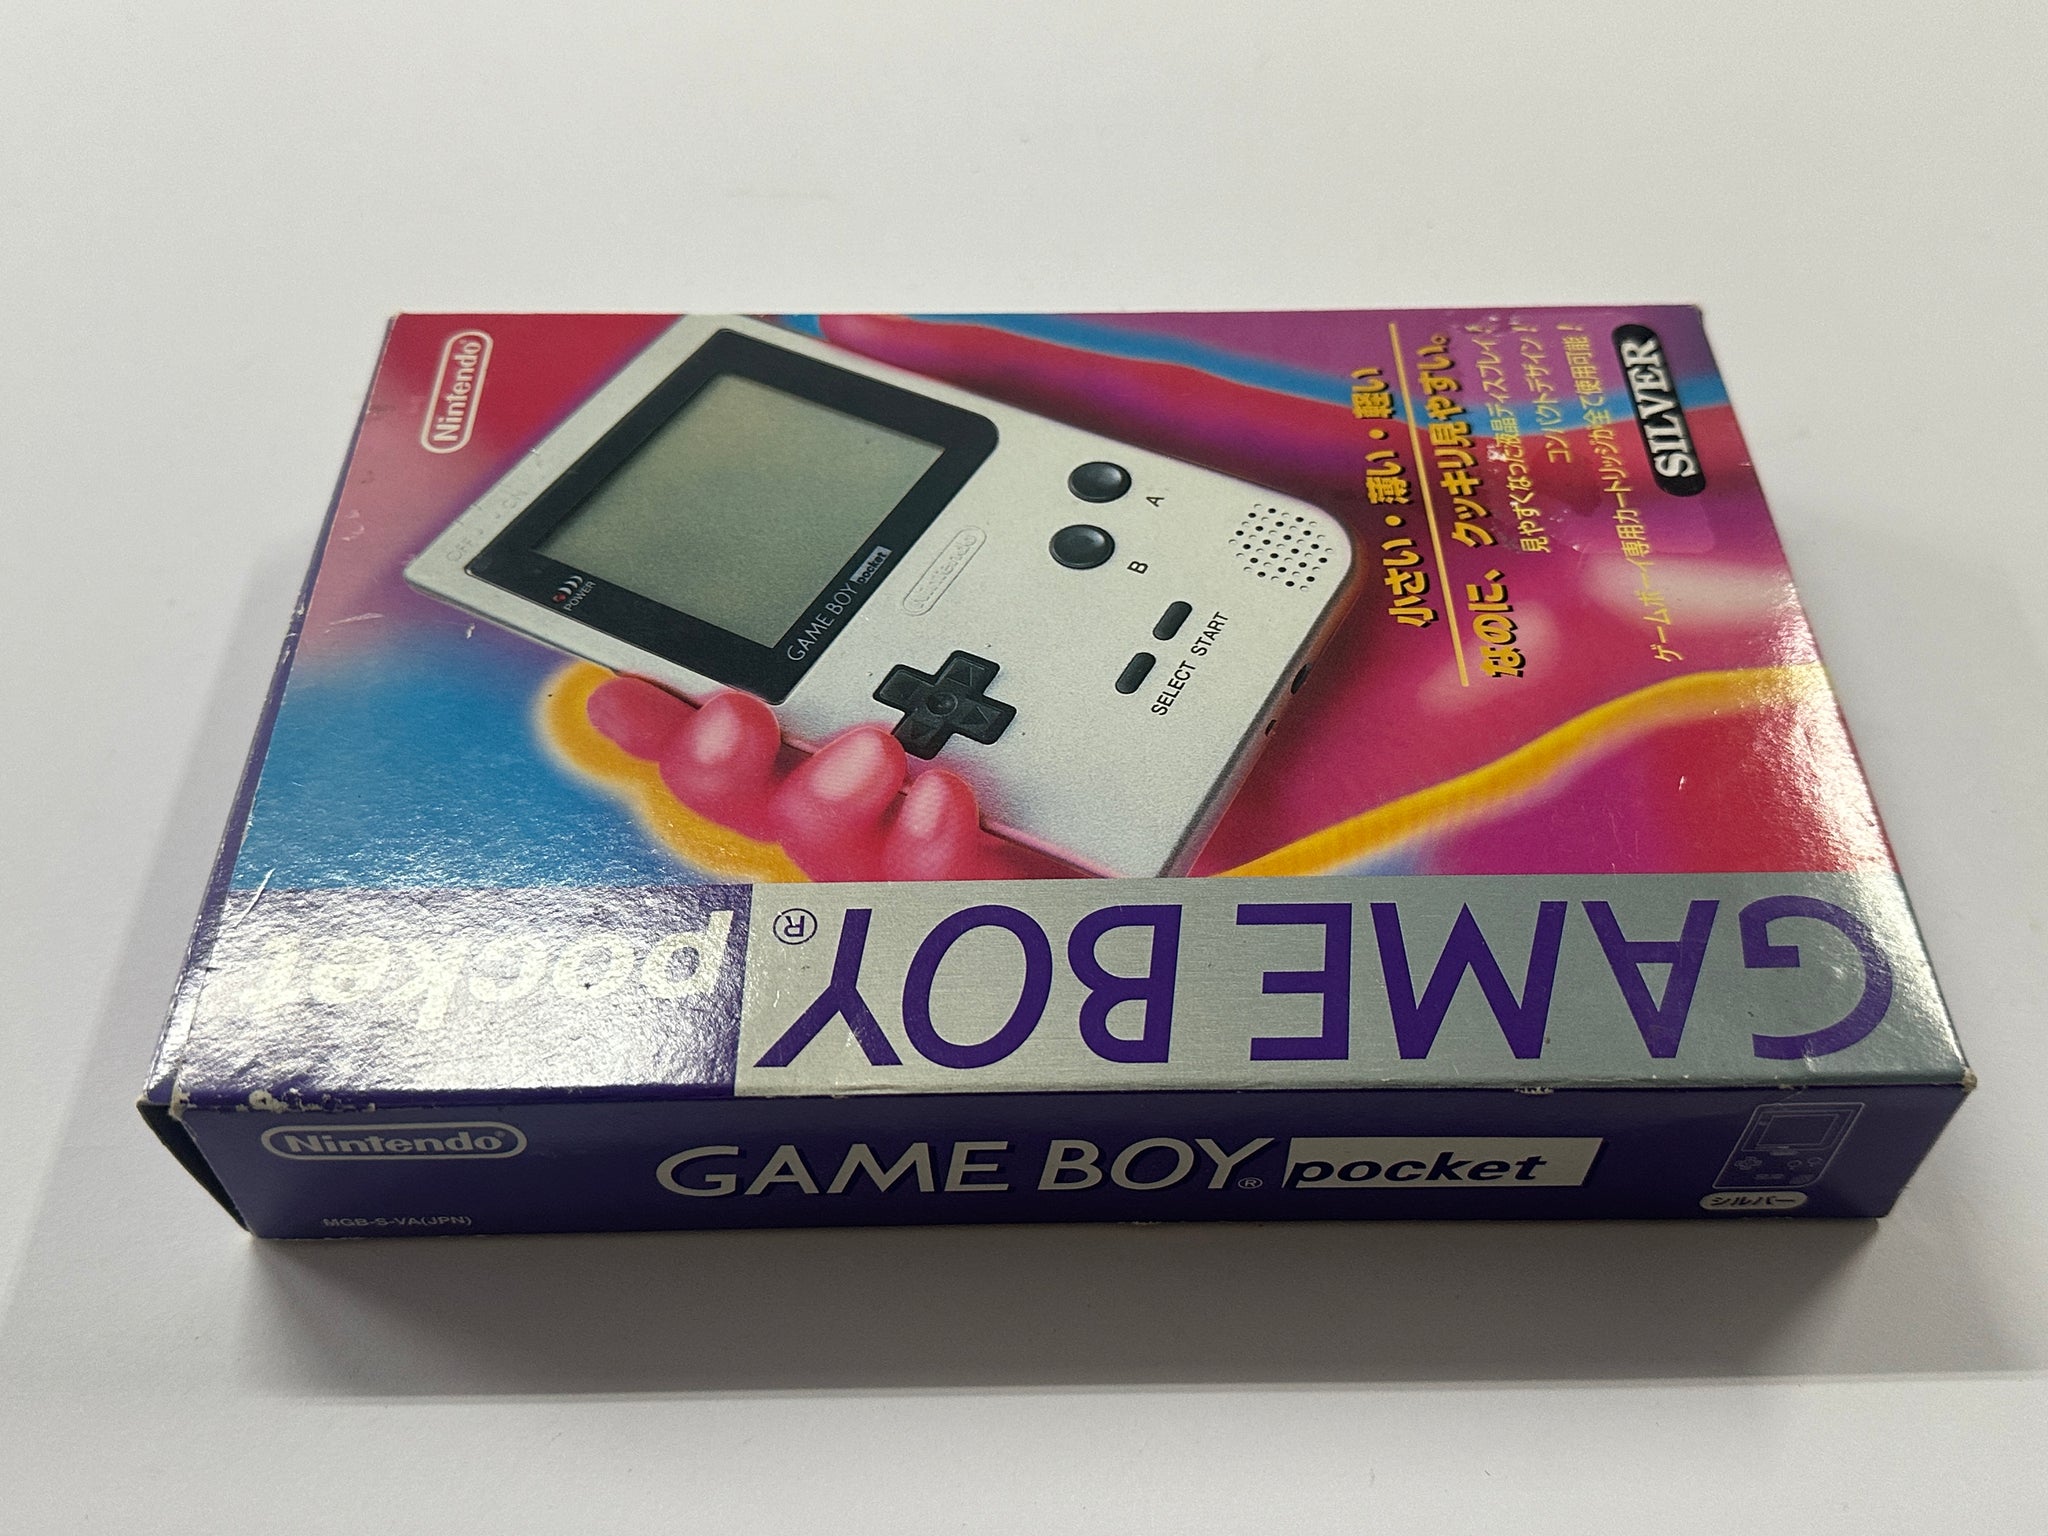 Nintendo
OFF ON
POWER
GAME BOY pocket
Nintendo
A
B
SELECT START
小さい・薄い・軽い
なのに、クッキリ見やすい。
見やすくなった液晶ディスプレイ!
コンパクトデザイン!
ゲームボーイ専用カートリッジが全て使用可能!
SILVER
GAME BOY® pocket
Nintendo®
MGB-S-VA(JPN)
GAME BOY® pocket
シルバー